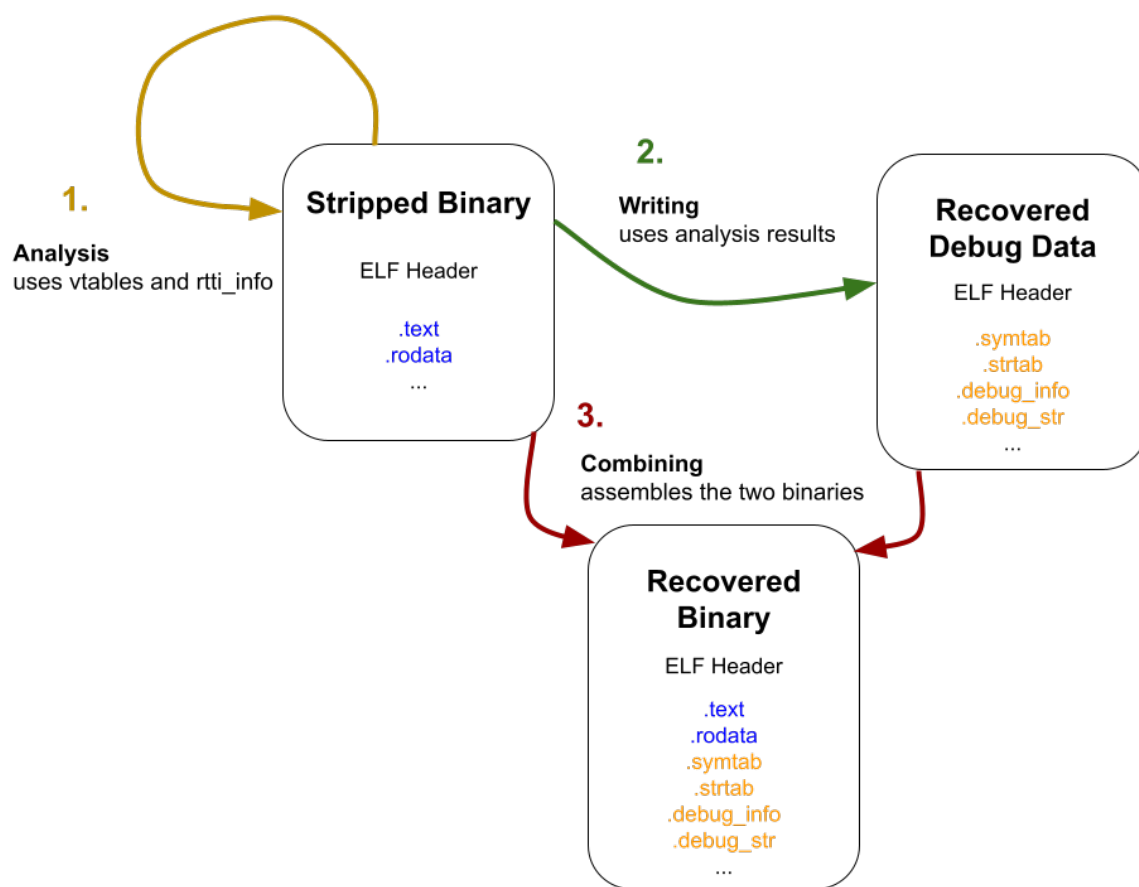 1.
Analysis
uses vtables and rtti_info
Stripped Binary
ELF Header
.text
.rodata
...
2.
Writing
uses analysis results
Recovered
Debug Data
ELF Header
.symtab
.strtab
.debug_info
.debug_str
...
3.
Combining
assembles the two binaries
Recovered
Binary
ELF Header
.text
.rodata
.symtab
.strtab
.debug_info
.debug_str
...